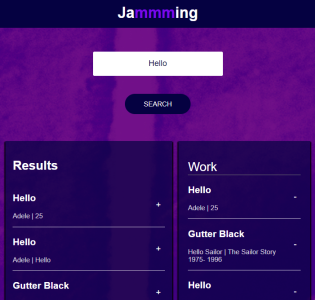 Jammming
Hello
SEARCH
Results
Hello
Adele | 25
+
Hello
Adele | Hello
+
Gutter Black
+
Work
Hello
Adele | 25
-
Gutter Black
Hello Sailor | The Sailor Story
1975- 1996
-
Hello
-